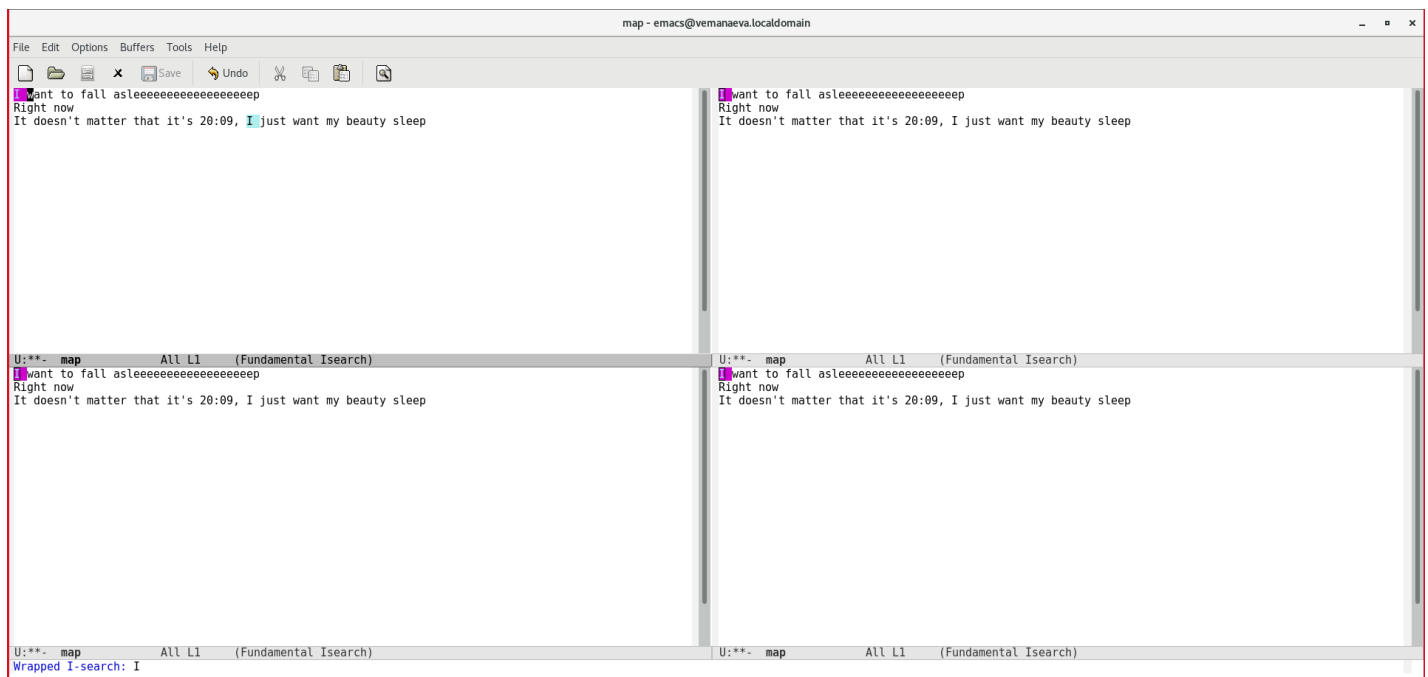 map - emacs@vemanaeva.localdomain
File Edit Options Buffers Tools Help
Save Undo
I want to fall asleeeeeeeeeeeeeeeeeeep
Right now
It doesn't matter that it's 20:09, I just want my beauty sleep
U:**- map All L1 (Fundamental Isearch)
I want to fall asleeeeeeeeeeeeeeeeeeep
Right now
It doesn't matter that it's 20:09, I just want my beauty sleep
U:**- map All L1 (Fundamental Isearch)
I want to fall asleeeeeeeeeeeeeeeeeeep
Right now
It doesn't matter that it's 20:09, I just want my beauty sleep
U:**- map All L1 (Fundamental Isearch)
I want to fall asleeeeeeeeeeeeeeeeeeep
Right now
It doesn't matter that it's 20:09, I just want my beauty sleep
U:**- map All L1 (Fundamental Isearch)
Wrapped I-search: I